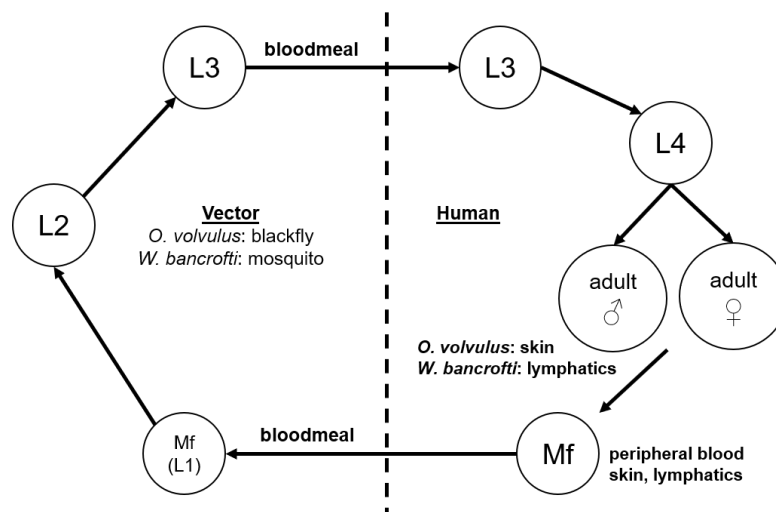 L3
bloodmeal
L3
L4
L2
Vector
O. volvulus: blackfly
W. bancrofti: mosquito
Human
adult
♂
adult
♀
O. volvulus: skin
W. bancrofti: lymphatics
Mf
(L1)
bloodmeal
Mf
peripheral blood
skin, lymphatics